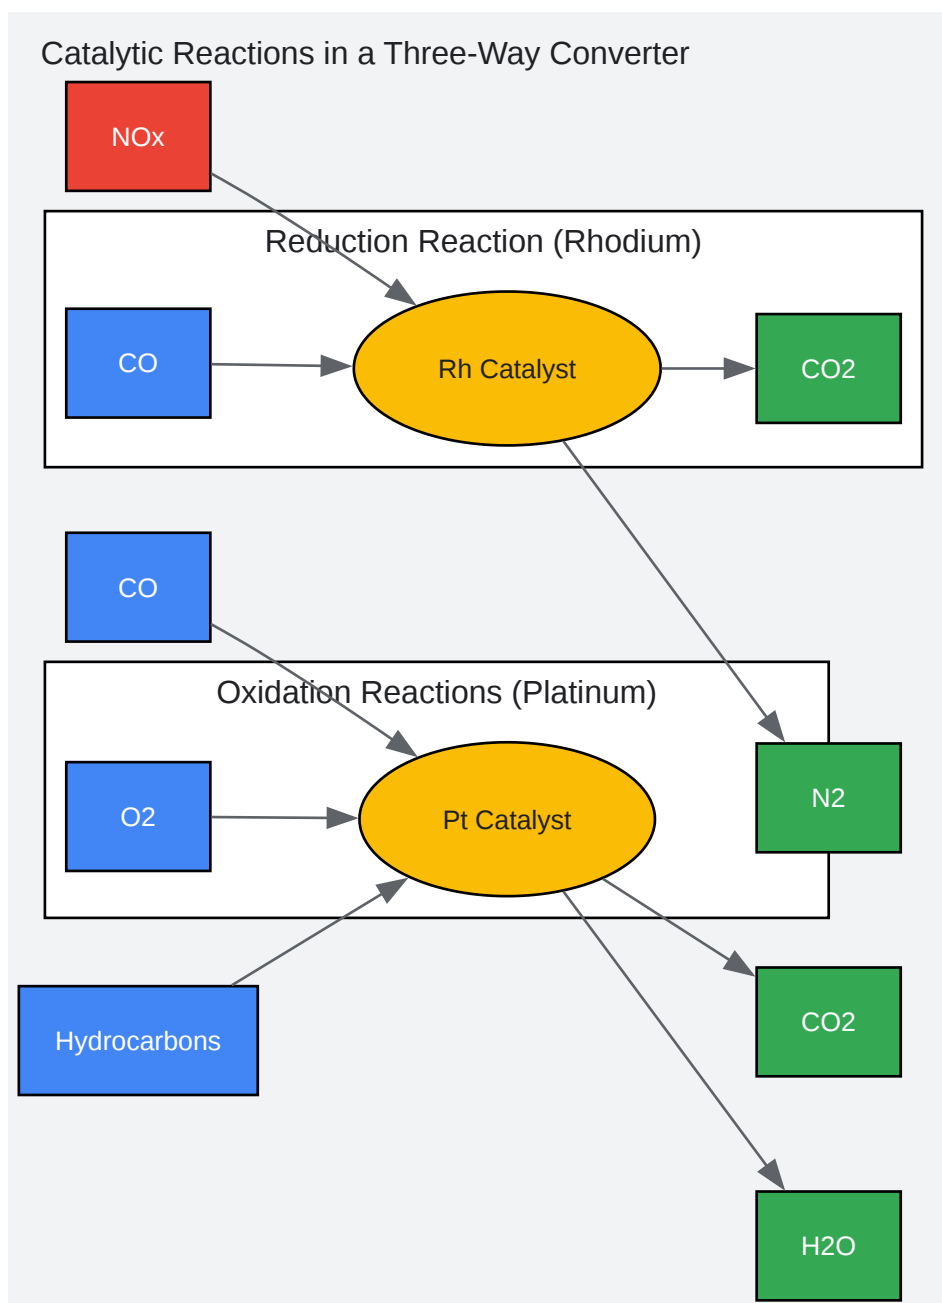 Catalytic Reactions in a Three-Way Converter
NOx
Reduction Reaction (Rhodium)
CO
Rh Catalyst
CO2
CO
Oxidation Reactions (Platinum)
O2
Pt Catalyst
N2
Hydrocarbons
CO2
H2O